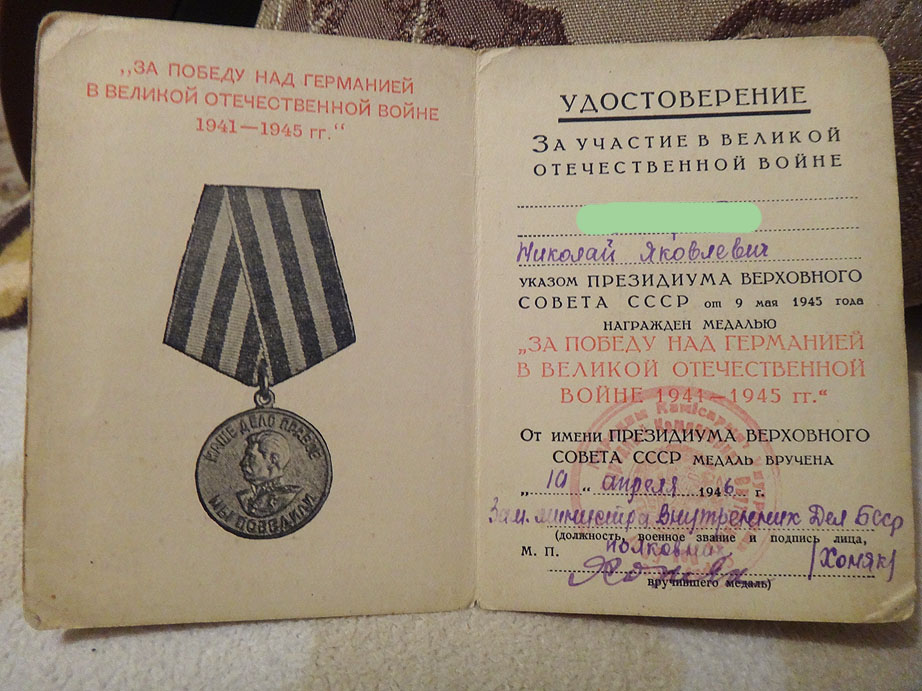 „ЗА ПОБЕДУ НАД ГЕРМАНИЕЙ
В ВЕЛИКОЙ ОТЕЧЕСТВЕННОЙ ВОЙНЕ
1941—1945 гг.“
НАШЕ ДЕЛО ПРАВОЕ
МЫ ПОБЕДИЛИ
УДОСТОВЕРЕНИЕ
ЗА УЧАСТИЕ В ВЕЛИКОЙ
ОТЕЧЕСТВЕННОЙ ВОЙНЕ
Николай Яковлевич
УКАЗОМ ПРЕЗИДИУМА ВЕРХОВНОГО
СОВЕТА СССР от 9 мая 1945 года
НАГРАЖДЕН МЕДАЛЬЮ
„ЗА ПОБЕДУ НАД ГЕРМАНИЕЙ
В ВЕЛИКОЙ ОТЕЧЕСТВЕННОЙ
ВОЙНЕ 1941—1945 гг.“
От имени ПРЕЗИДИУМА ВЕРХОВНОГО
СОВЕТА СССР МЕДАЛЬ ВРУЧЕНА
„10“ апреля 1946 г.
Зам. министра Внутренних Дел БССР
(должность, военное звание и подпись лица,
М. П. полковник (Хомяк)
вручившего медаль)